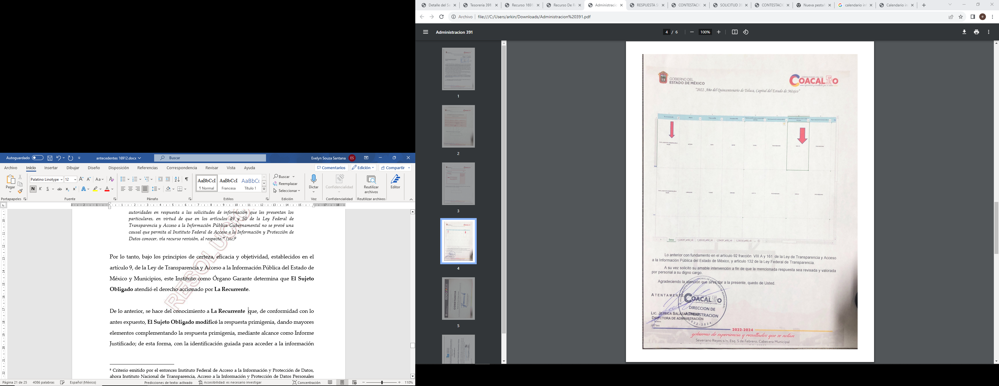 Autoguardado
antecedentes 16912.docx
Buscar
Evelyn Souza Santana
ES
Archivo
Inicio
Insertar
Dibujar
Diseño
Disposición
Referencias
Correspondencia
Revisar
Vista
Ayuda
Comentarios
Edición
Compartir
Pegar
Palatino Linotype
12
AaBbCcI
AaBbCcI
AaBbCc
¶ Normal
Francesa
Título 1
Buscar
Reemplazar
Seleccionar
Dictar
Confidencialidad
Reutilizar
archivos
Editor
Portapapeles
Fuente
Párrafo
Estilos
Edición
Voz
Confidencialidad
Reutilizar archivos
autoridades en respuesta a las solicitudes de información que les presentan los
particulares, en virtud de que en los artículos 49 y 50 de la Ley Federal de
Transparencia y Acceso a la Información Pública Gubernamental no se prevé una
causal que permita al Instituto Federal de Acceso a la Información y Protección de
Datos conocer, vía recurso revisión, al respecto." (sic)⁹
Por lo tanto, bajo los principios de certeza, eficacia y objetividad, establecidos en el
artículo 9, de la Ley de Transparencia y Acceso a la Información Pública del Estado de
México y Municipios, este Instituto como Órgano Garante determina que El Sujeto
Obligado atendió el derecho accionado por La Recurrente.
De lo anterior, se hace del conocimiento a La Recurrente que, de conformidad con lo
antes expuesto, El Sujeto Obligado modificó la respuesta primigenia, dando mayores
elementos complementando la respuesta primigenia, mediante alcance como Informe
Justificado; de esta forma, con la identificación guiada para acceder a la información
⁹ Criterio emitido por el entonces Instituto Federal de Acceso a la Información y Protección de Datos,
ahora Instituto Nacional de Transparencia, Acceso a la Información y Protección de Datos Personales
RESOLUCIÓ
Página 21 de 25
4086 palabras
Español (México)
Predicciones de texto: activado
Accesibilidad: es necesario investigar
Concentración
110%
Detalle del Se
Tesoreria 391
Recurso 1691
Recurso De R
Administracio
RESPUESTA S
CONTESTACI
SOLICITUD 39
CONTESTACI
Nueva pestañ
calendario in
Calendario in
Archivo
file:///C:/Users/arkin/Downloads/Administracion%20391.pdf
Administracion 391
4 / 6
100%
1
2
3
4
5
GOBIERNO DEL
ESTADO DE MÉXICO
COACALCO
"2022. Año del Quincentenario de Toluca, Capital del Estado de México"
Datos
Lo anterior con fundamento en el artículo 92 fracción VIII A y 161 de la Ley de Transparencia y Acceso
a la Información Pública del Estado de México, y articulo 132 de la Ley Federal de Transparencia.
A su vez solicito su amable intervención a fin de que la mencionada respuesta sea revisada y valorada
por personal a su digno cargo.
Agradeciendo la atención que sirve dar a la presente, quedo de Usted.
ATENTAMENTE
COACALCO
DIRECCION DE
ADMINISTRACION
2022-2024
LIC. JESSICA SALAZAR
DIRECTORA DE ADMINISTRACIÓN
2022-2024
gobierno de experiencia y resultados que se notan
Severiano Reyes s/n, Esq. 5 de Febrero, Cabecera Municipal